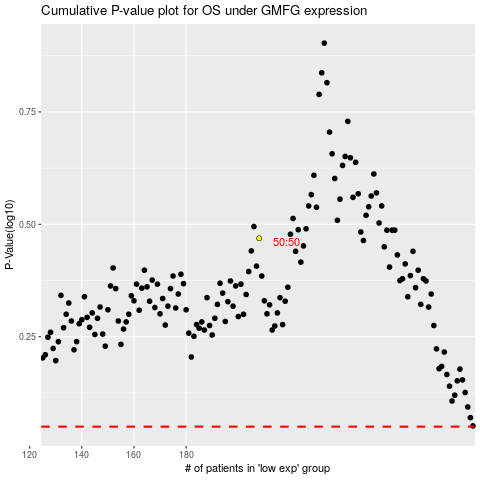 Cumulative P-value plot for OS under GMFG expression
P-Value(log10)
0.75
0.50
0.25
50:50
120
140
160
180
# of patients in 'low exp' group